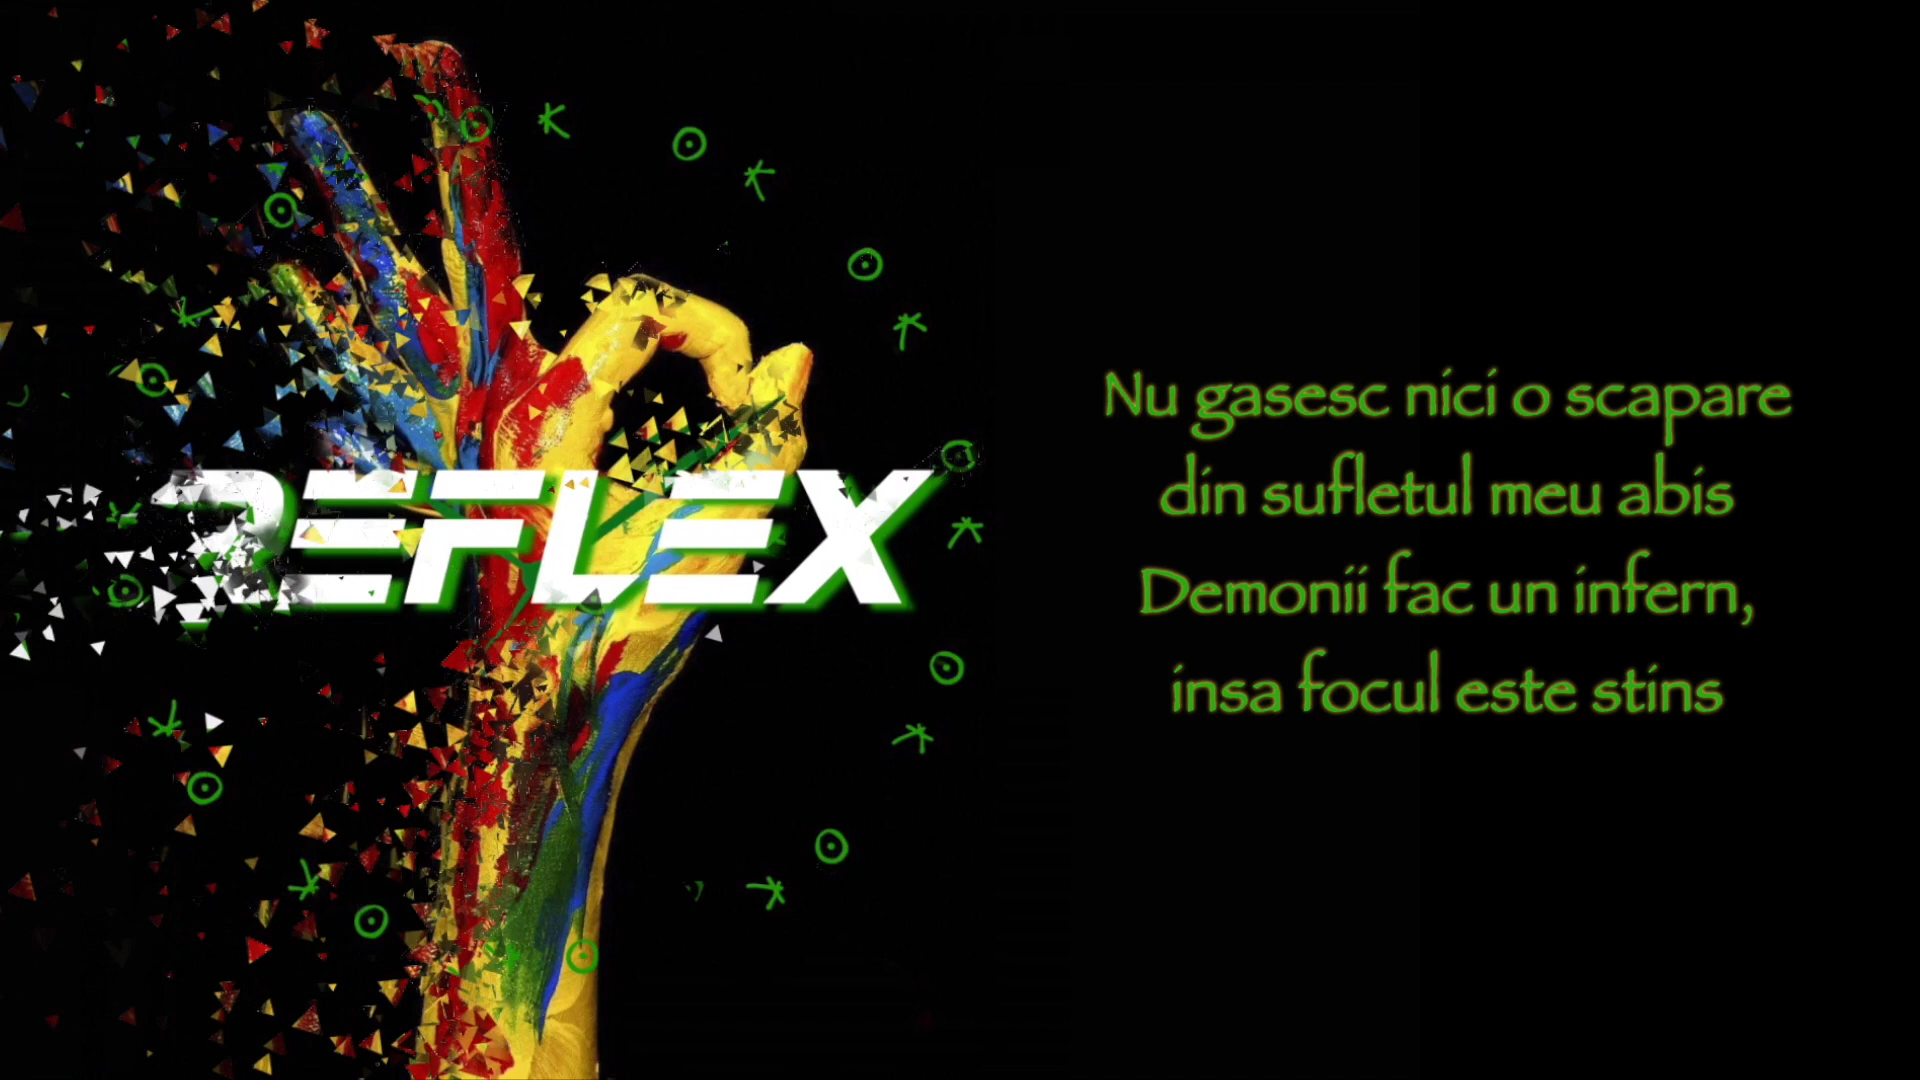 REFLEX
Nu gasesc nici o scapare
din sufletul meu abis
Demonii fac un infern,
insa focul este stins